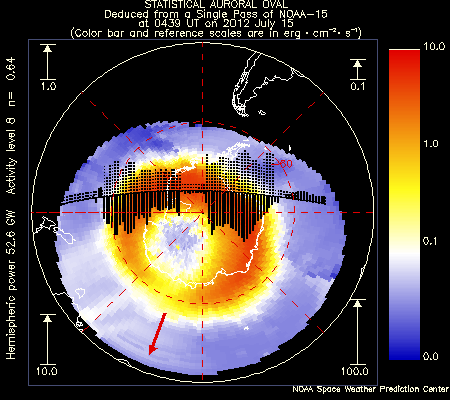 STATISTICAL AURORAL OVAL
Deduced from a Single Pass of NOAA-15
at 0439 UT on 2012 July 15
(Color bar and reference scales are in erg · cm⁻² · s⁻¹)
Hemispheric power 52.6 GW Activity level 8 n= 0.64
1.0
0.1
10.0
100.0
10.0
1.0
0.1
0.0
NOAA Space Weather Prediction Center